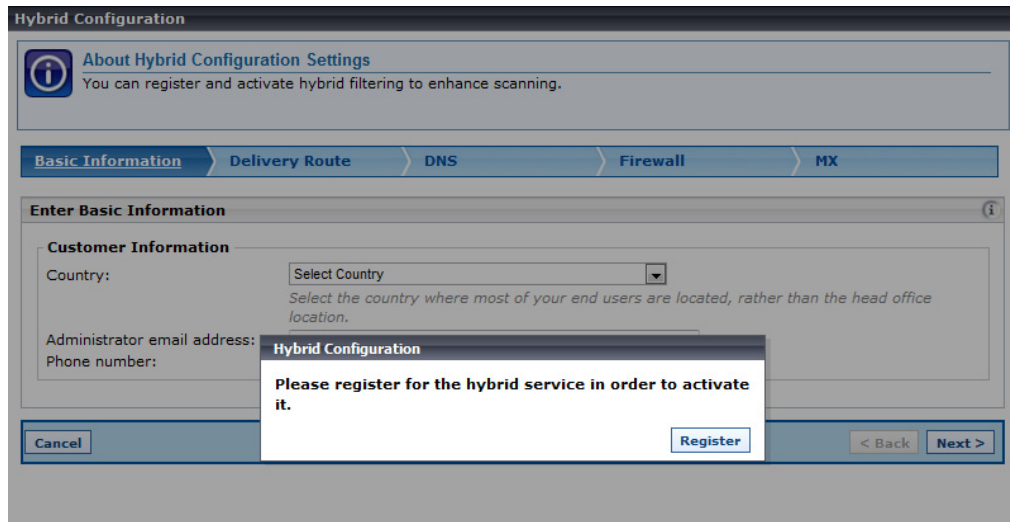 Hybrid Configuration
About Hybrid Configuration Settings
You can register and activate hybrid filtering to enhance scanning.
Basic Information Delivery Route DNS Firewall MX
Enter Basic Information
Customer Information
Country: Select Country
Select the country where most of your end users are located, rather than the head office
location.
Administrator email address:
Phone number:
Hybrid Configuration
Please register for the hybrid service in order to activate
it.
Register
Cancel < Back Next >